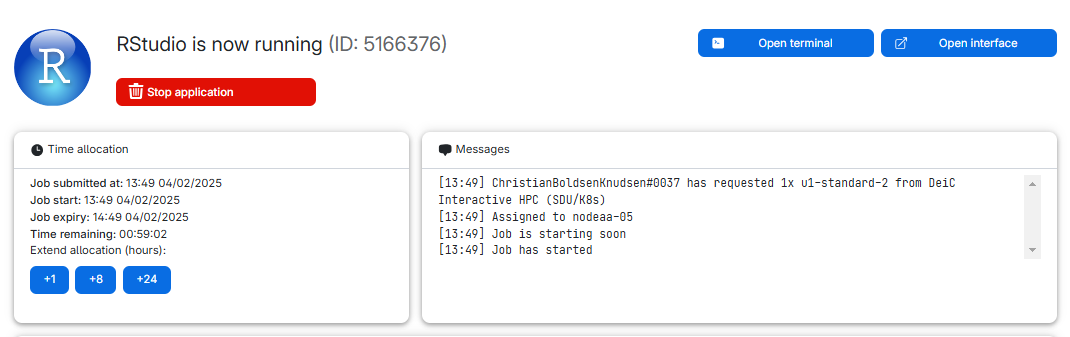 R
RStudio is now running (ID: 5166376)
Open terminal
Open interface
Stop application
Time allocation
Job submitted at: 13:49 04/02/2025
Job start: 13:49 04/02/2025
Job expiry: 14:49 04/02/2025
Time remaining: 00:59:02
Extend allocation (hours):
+1
+8
+24
Messages
[13:49] ChristianBoldsenKnudsen#0037 has requested 1x u1-standard-2 from DeiC
Interactive HPC (SDU/K8s)
[13:49] Assigned to nodeaa-05
[13:49] Job is starting soon
[13:49] Job has started